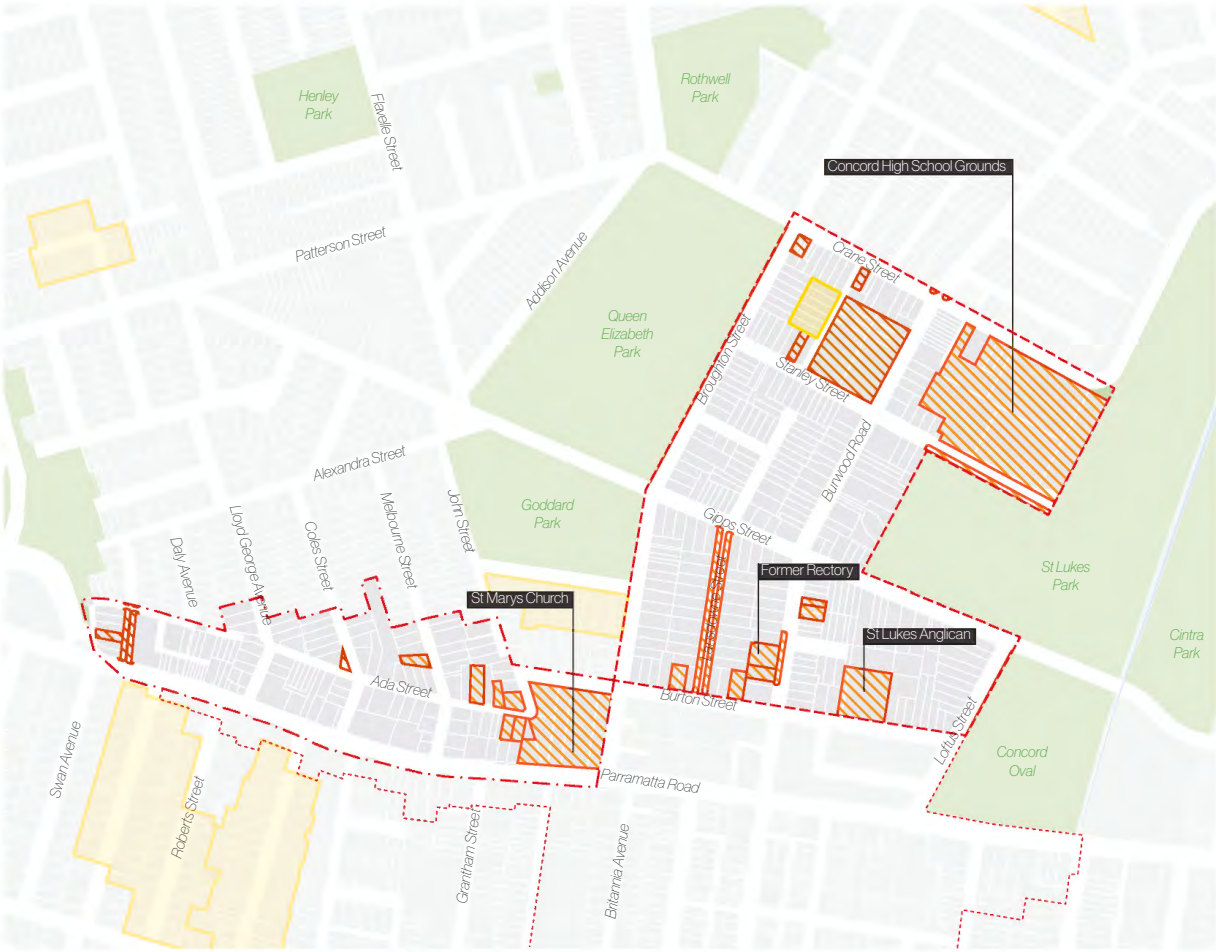 Henley
Park
Flavelle Street
Rothwell
Park
Concord High School Grounds
Patterson Street
Addison Avenue
Crane Street
Queen
Elizabeth
Park
Broughton Street
Stanley Street
Burwood Road
Alexandra Street
Melbourne Street
John Street
Goddard
Park
Gipps Street
Lloyd George Avenue
Coles Street
Daly Avenue
St Lukes
Park
Former Rectory
Lansdowne Street
St Marys Church
St Lukes Anglican
Cintra
Park
Ada Street
Burton Street
Loftus Street
Swan Avenue
Concord
Oval
Parramatta Road
Roberts Street
Grantham Street
Britannia Avenue